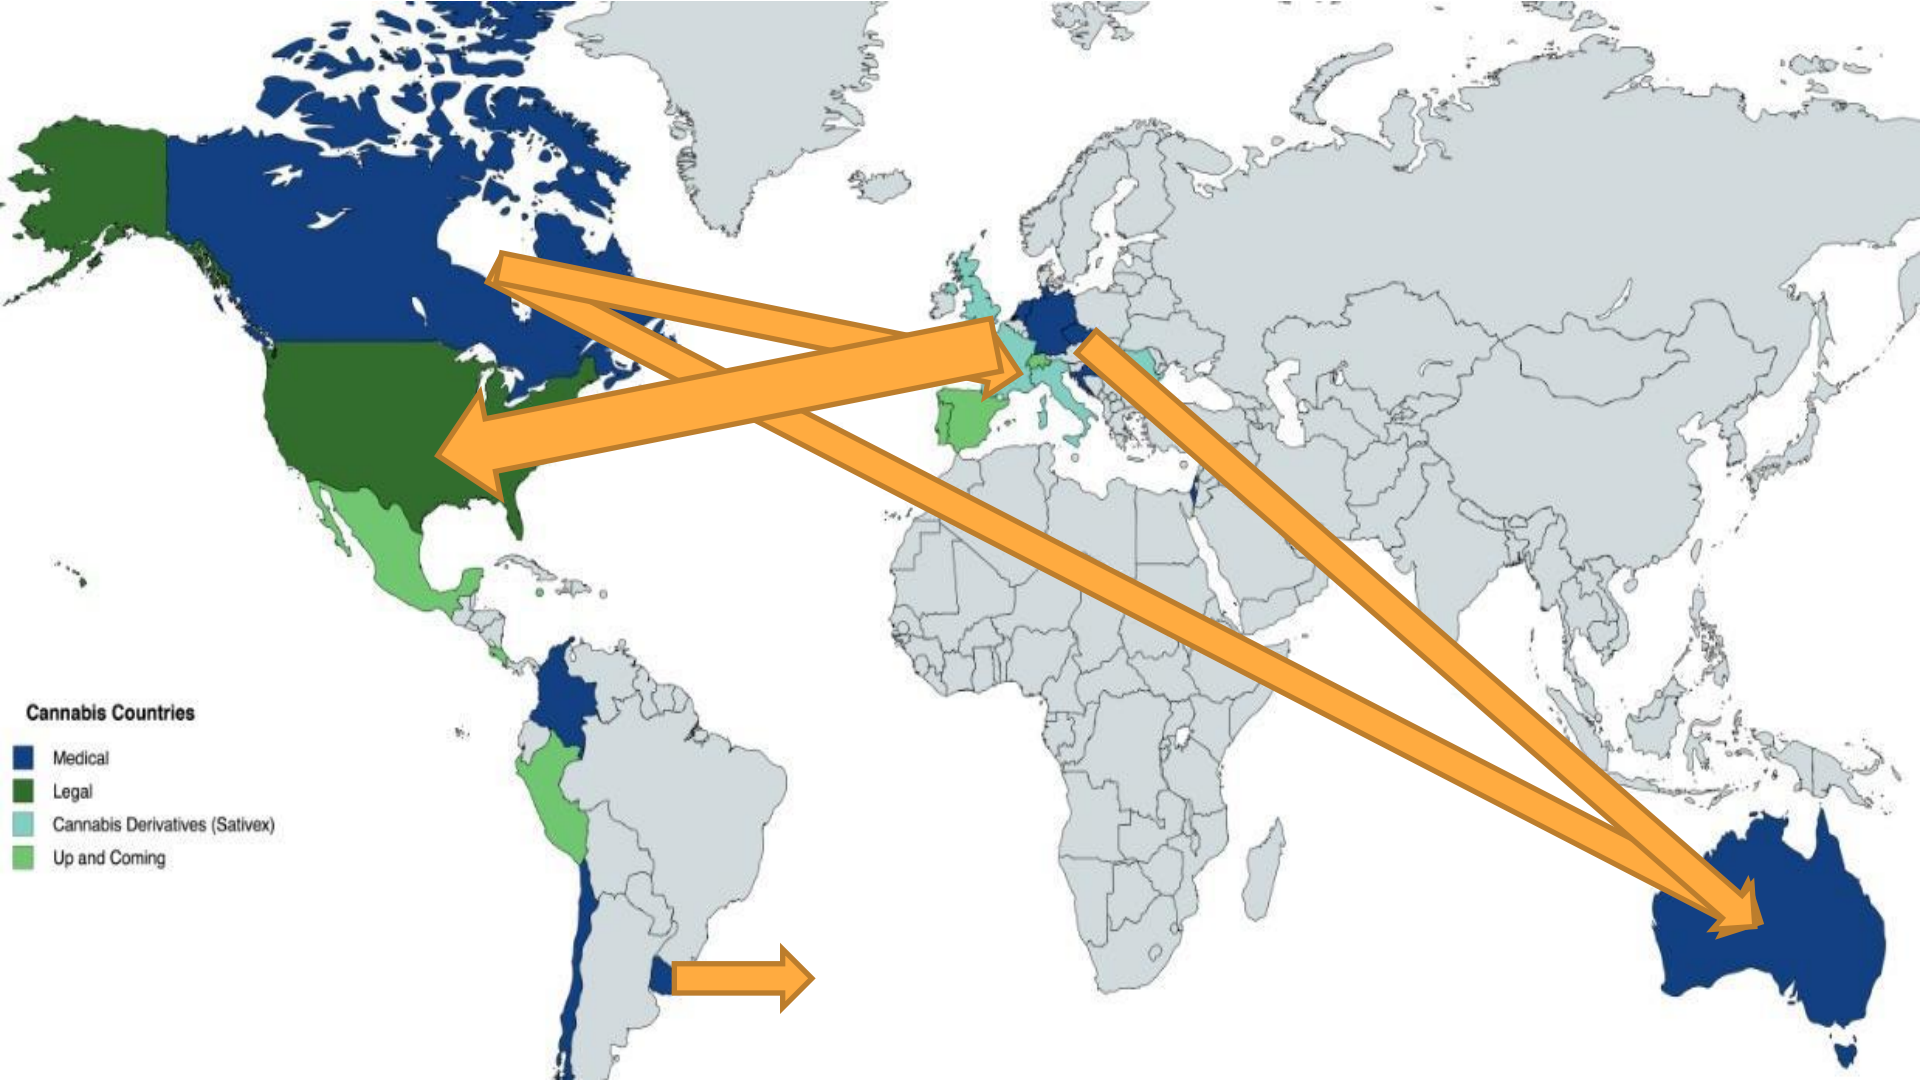 Cannabis Countries
Medical
Legal
Cannabis Derivatives (Sativex)
Up and Coming